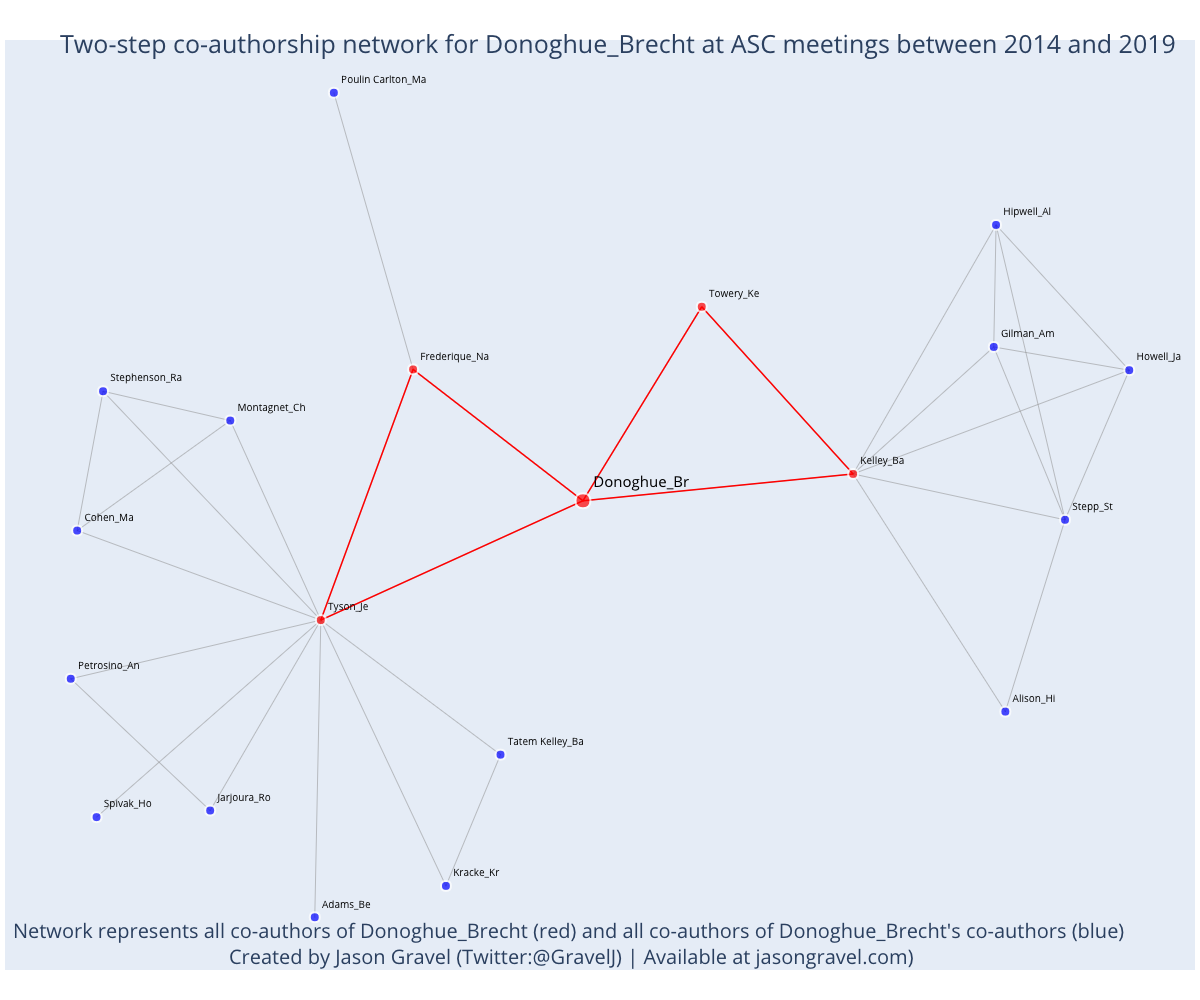 Two-step co-authorship network for Donoghue_Brecht at ASC meetings between 2014 and 2019
Poulin Carlton_Ma
Hipwell_Al
Towery_Ke
Gilman_Am
Frederique_Na
Howell_Ja
Stephenson_Ra
Montagnet_Ch
Kelley_Ba
Donoghue_Br
Stepp_St
Cohen_Ma
Tyson_Je
Petrosino_An
Alison_Hi
Tatem Kelley_Ba
Jarjoura_Ro
Spivak_Ho
Kracke_Kr
Adams_Be
Network represents all co-authors of Donoghue_Brecht (red) and all co-authors of Donoghue_Brecht's co-authors (blue)
Created by Jason Gravel (Twitter:@GravelJ) | Available at jasongravel.com)